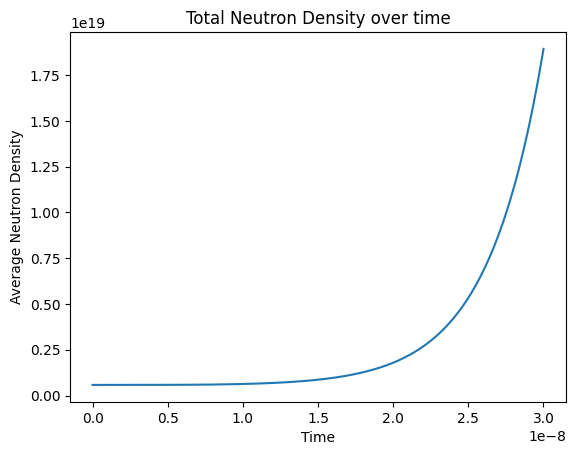 Total Neutron Density over time
1e19
1.75
1.50
1.25
1.00
0.75
0.50
0.25
0.00
Average Neutron Density
0.0 0.5 1.0 1.5 2.0 2.5 3.0
1e−8
Time